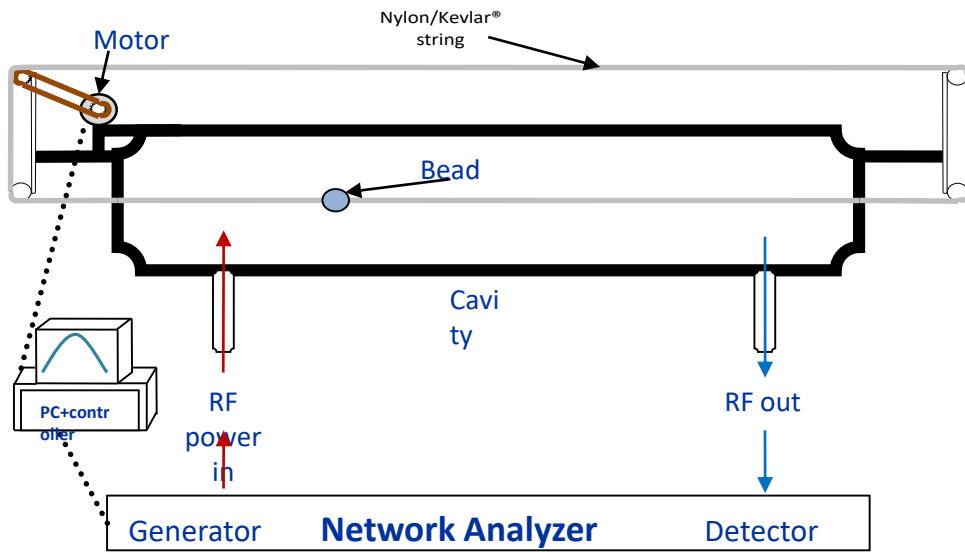 Nylon/Kevlar®
string
Motor
Bead
Cavi
ty
PC+contr
oller
RF
power
in
RF out
Generator
Network Analyzer
Detector